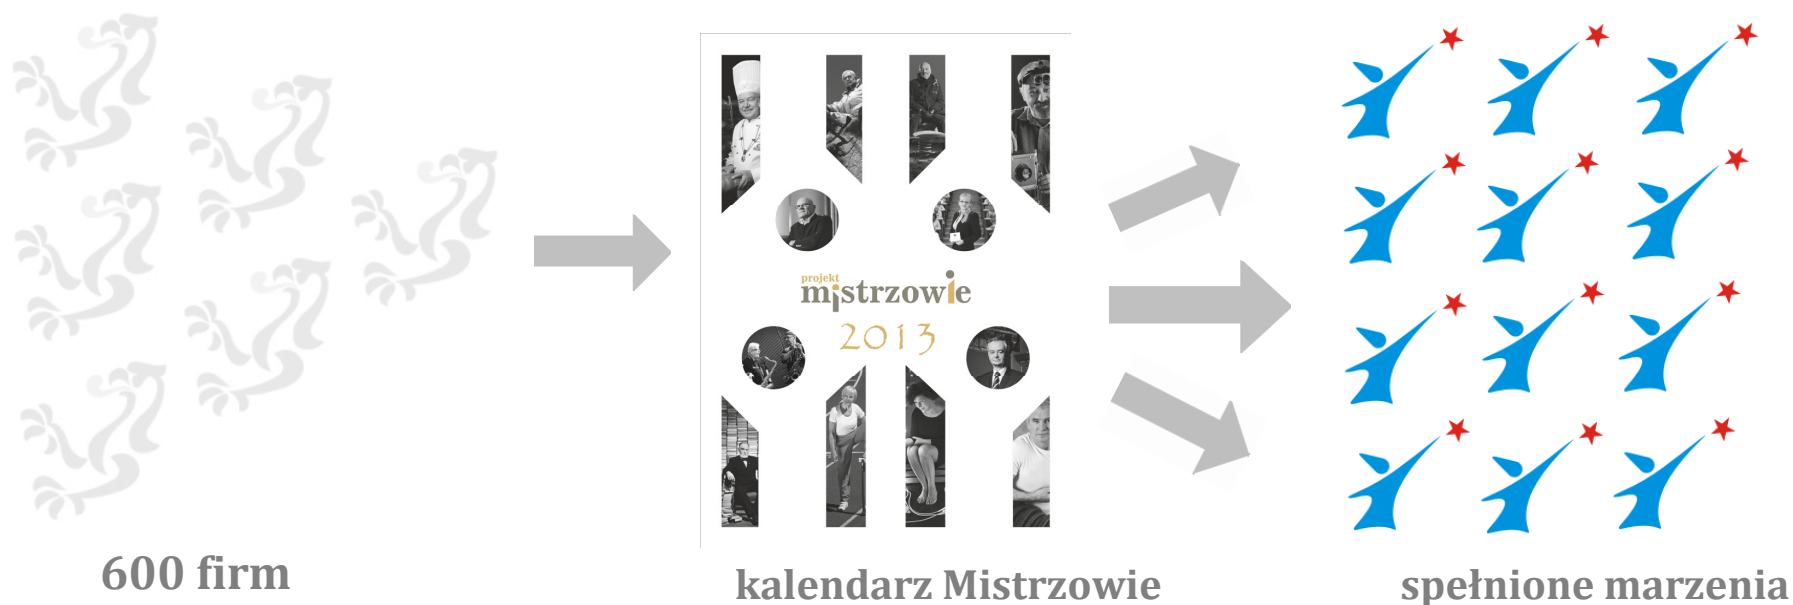 projekt
mistrzowie
2013
600 firm
kalendarz Mistrzowie
spełnione marzenia